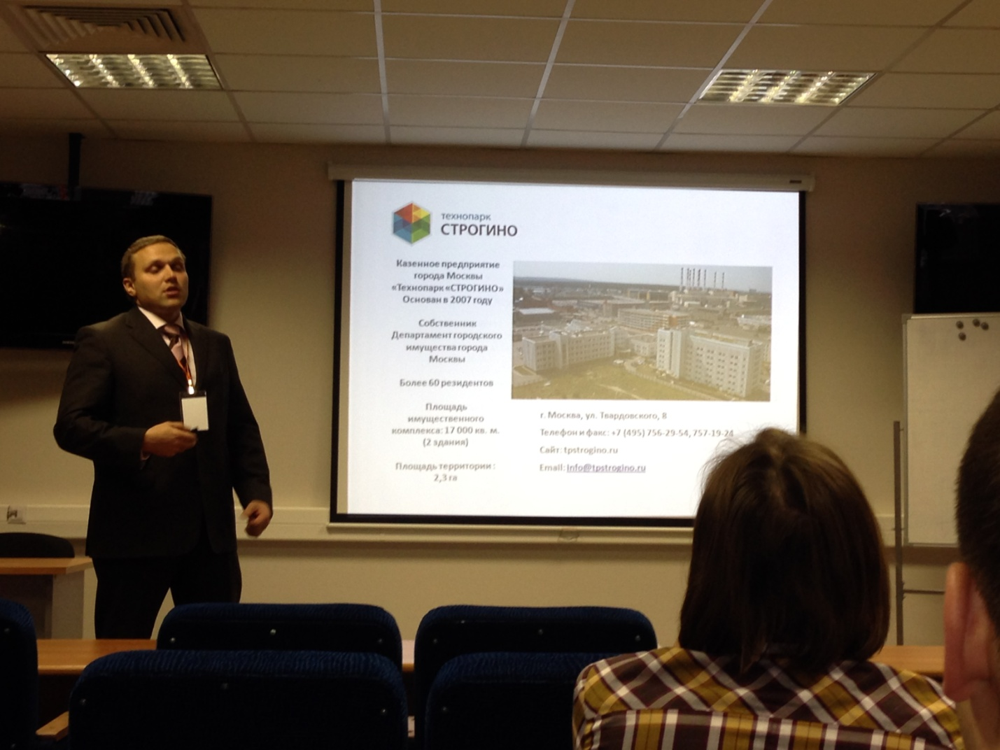 технопарк
СТРОГИНО
Казенное предприятие
города Москвы
«Технопарк «СТРОГИНО»
Основан в 2007 году
Собственник
Департамент городского
имущества города
Москвы
Более 60 резидентов
Площадь
имущественного
комплекса: 17 000 кв. м.
(2 здания)
Площадь территории :
2,3 га
г. Москва, ул. Твардовского, 8
Телефон и факс: +7 (495) 756-29-54, 757-19-24
Сайт: tpstrogino.ru
Email: info@tpstrogino.ru